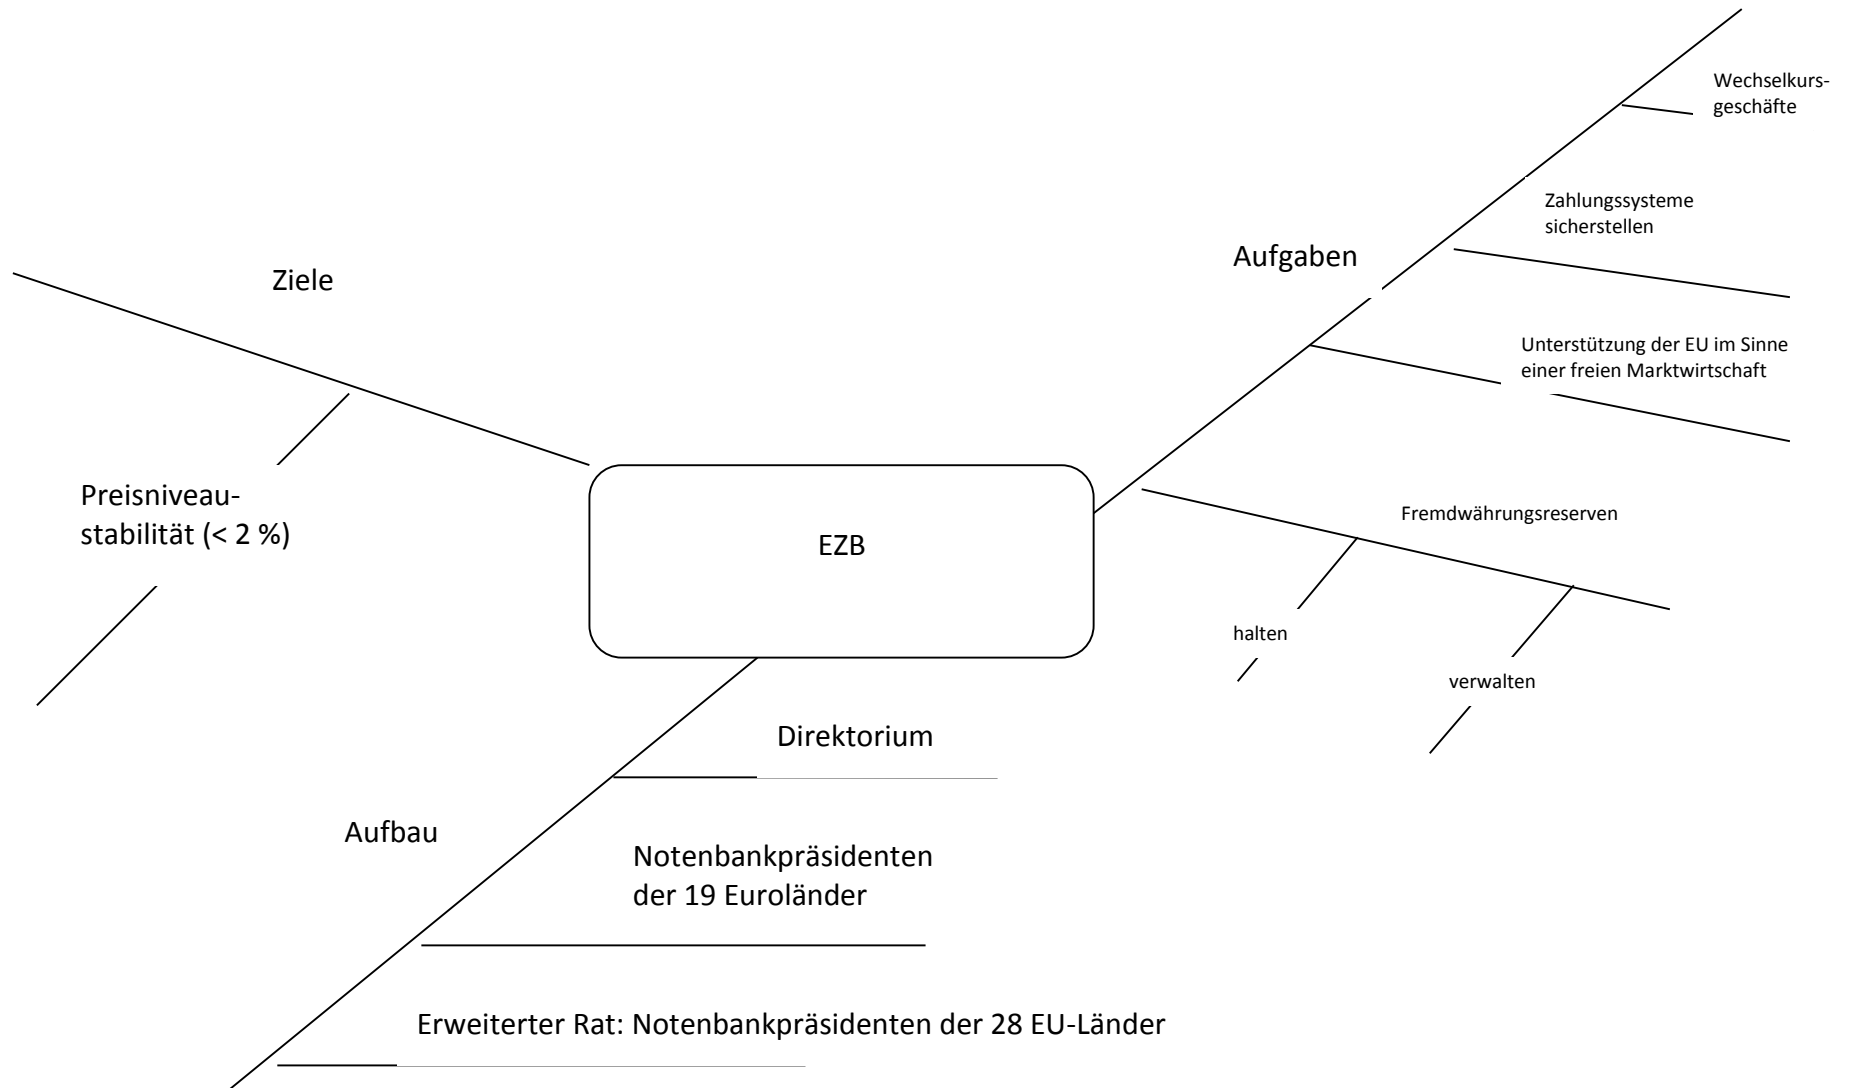 Wechselkurs-
geschäfte
Zahlungssysteme
sicherstellen
Aufgaben
Ziele
Unterstützung der EU im Sinne
einer freien Marktwirtschaft
Preisniveau-
stabilität (< 2 %)
Fremdwährungsreserven
EZB
halten
verwalten
Direktorium
Aufbau
Notenbankpräsidenten
der 19 Euroländer
Erweiterter Rat: Notenbankpräsidenten der 28 EU-Länder